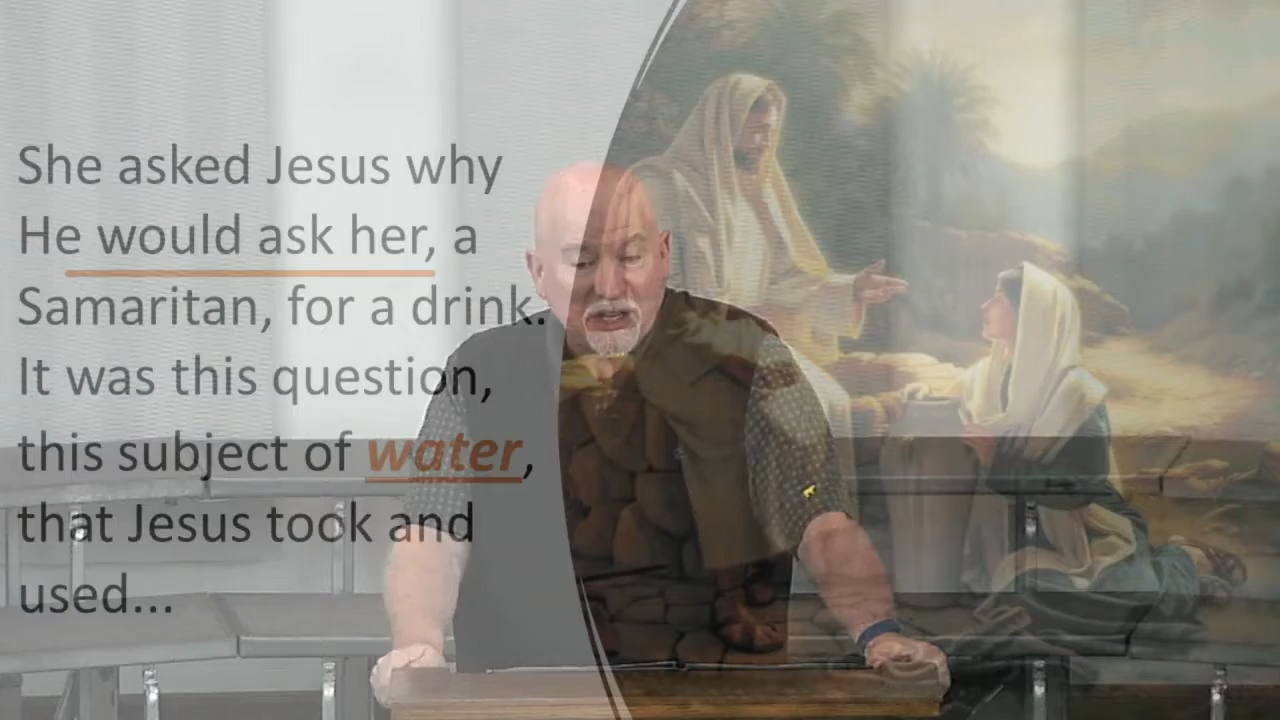 She asked Jesus why
He would ask her, a
Samaritan, for a drink.
It was this question,
this subject of water,
that Jesus took and
used...